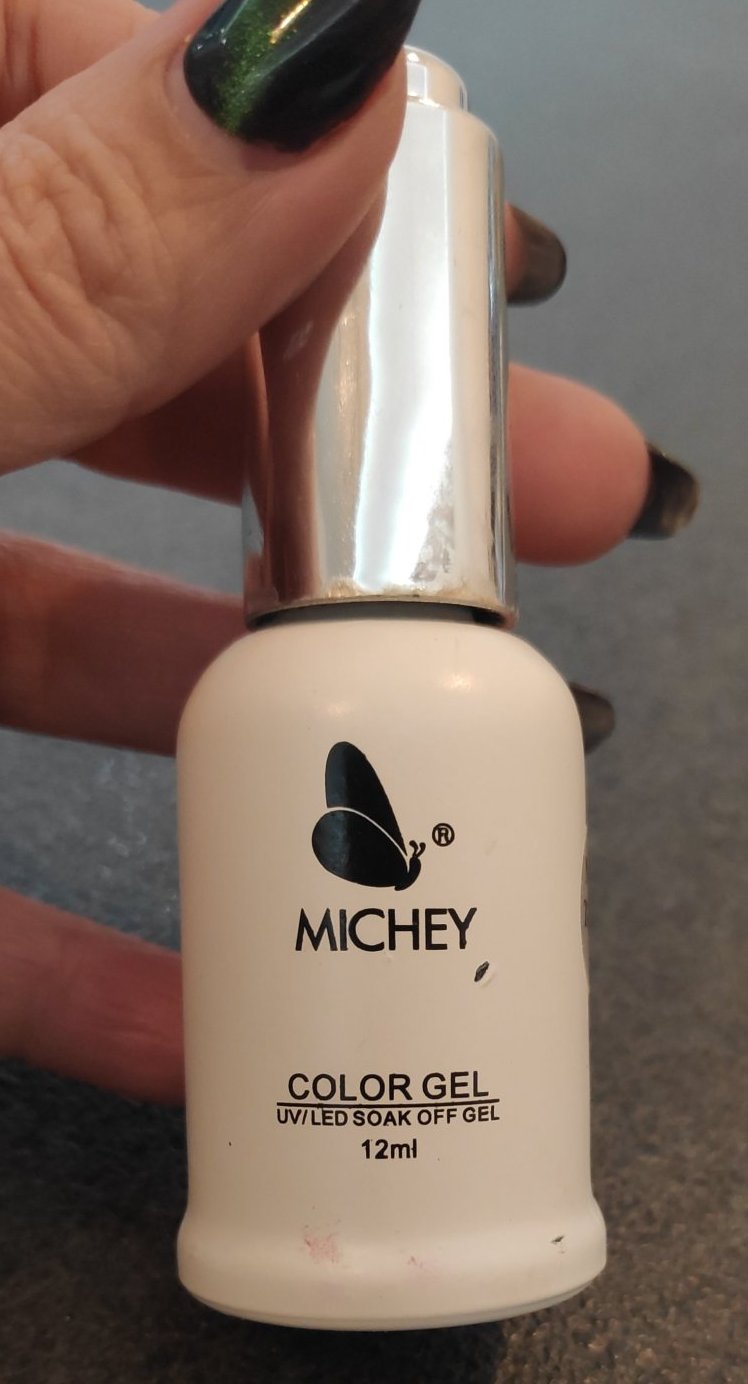 ®
MICHEY
COLOR GEL
UV/LED SOAK OFF GEL
12ml